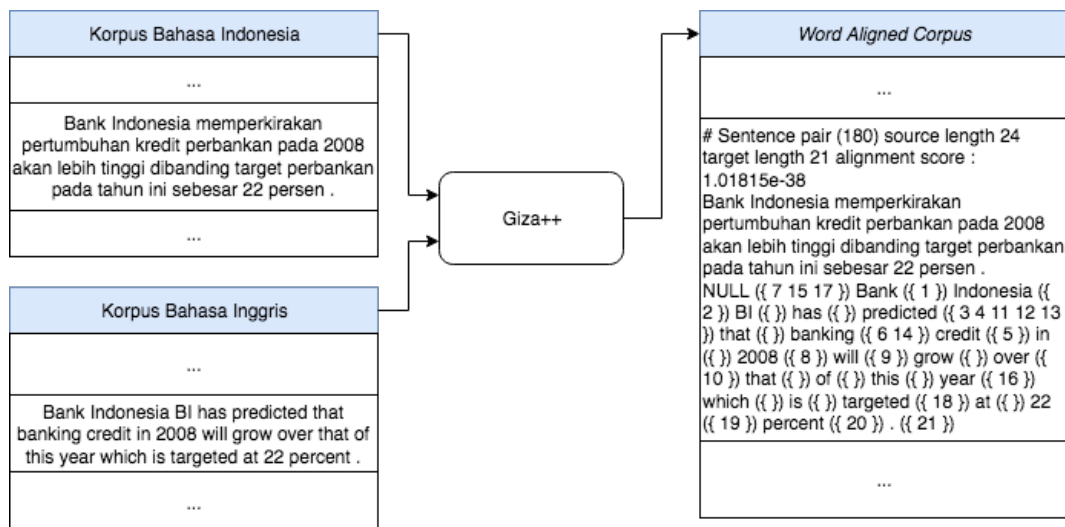 Korpus Bahasa Indonesia
...
Bank Indonesia memperkirakan
pertumbuhan kredit perbankan pada 2008
akan lebih tinggi dibanding target perbankan
pada tahun ini sebesar 22 persen .
...
Korpus Bahasa Inggris
...
Bank Indonesia BI has predicted that
banking credit in 2008 will grow over that of
this year which is targeted at 22 percent .
...
Giza++
Word Aligned Corpus
...
# Sentence pair (180) source length 24
target length 21 alignment score :
1.01815e-38
Bank Indonesia memperkirakan
pertumbuhan kredit perbankan pada 2008
akan lebih tinggi dibanding target perbankan
pada tahun ini sebesar 22 persen .
NULL ({ 7 15 17 }) Bank ({ 1 }) Indonesia ({
2 }) BI ({ }) has ({ }) predicted ({ 3 4 11 12 13
}) that ({ }) banking ({ 6 14 }) credit ({ 5 }) in
({ }) 2008 ({ 8 }) will ({ 9 }) grow ({ }) over ({
10 }) that ({ }) of ({ }) this ({ }) year ({ 16 })
which ({ }) is ({ }) targeted ({ 18 }) at ({ }) 22
({ 19 }) percent ({ 20 }) . ({ 21 })
...